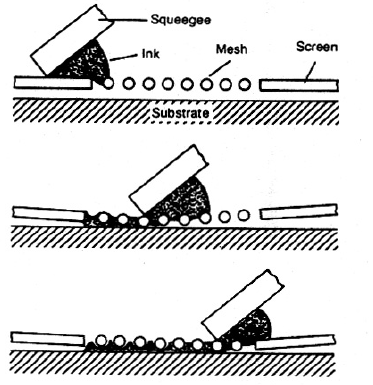 Squeegee
Ink
Mesh
Screen
Substrate